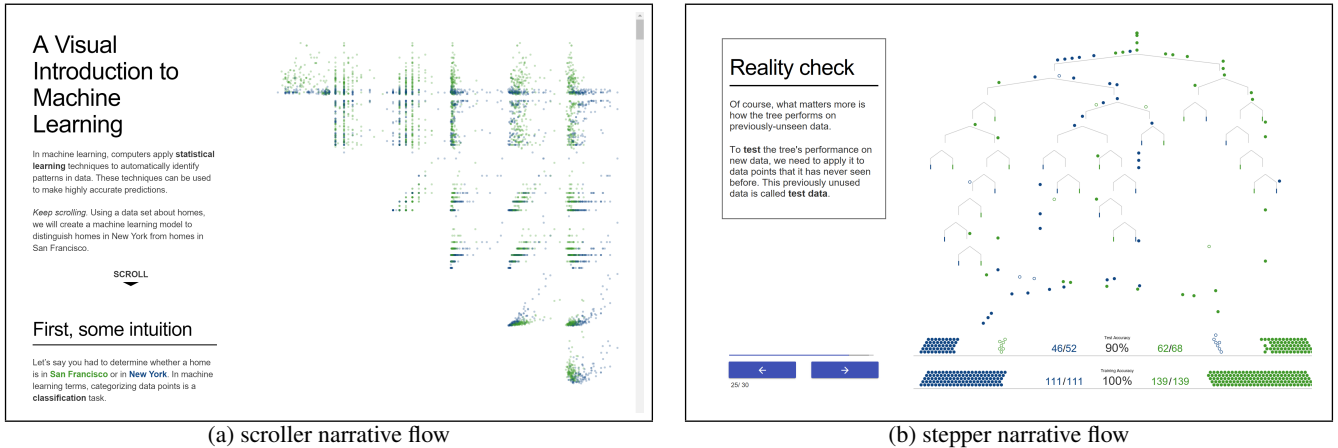 A Visual
Introduction to
Machine
Learning
In machine learning, computers apply statistical
learning techniques to automatically identify
patterns in data. These techniques can be used
to make highly accurate predictions.
Keep scrolling. Using a data set about homes,
we will create a machine learning model to
distinguish homes in New York from homes in
San Francisco.
SCROLL
First, some intuition
Let's say you had to determine whether a home
is in San Francisco or in New York. In machine
learning terms, categorizing data points is a
classification task.
(a) scroller narrative flow
Reality check
Of course, what matters more is
how the tree performs on
previously-unseen data.
To test the tree's performance on
new data, we need to apply it to
data points that it has never seen
before. This previously unused
data is called test data.
25/ 30
Test Accuracy
46/52 90% 62/68
Training Accuracy
111/111 100% 139/139
(b) stepper narrative flow